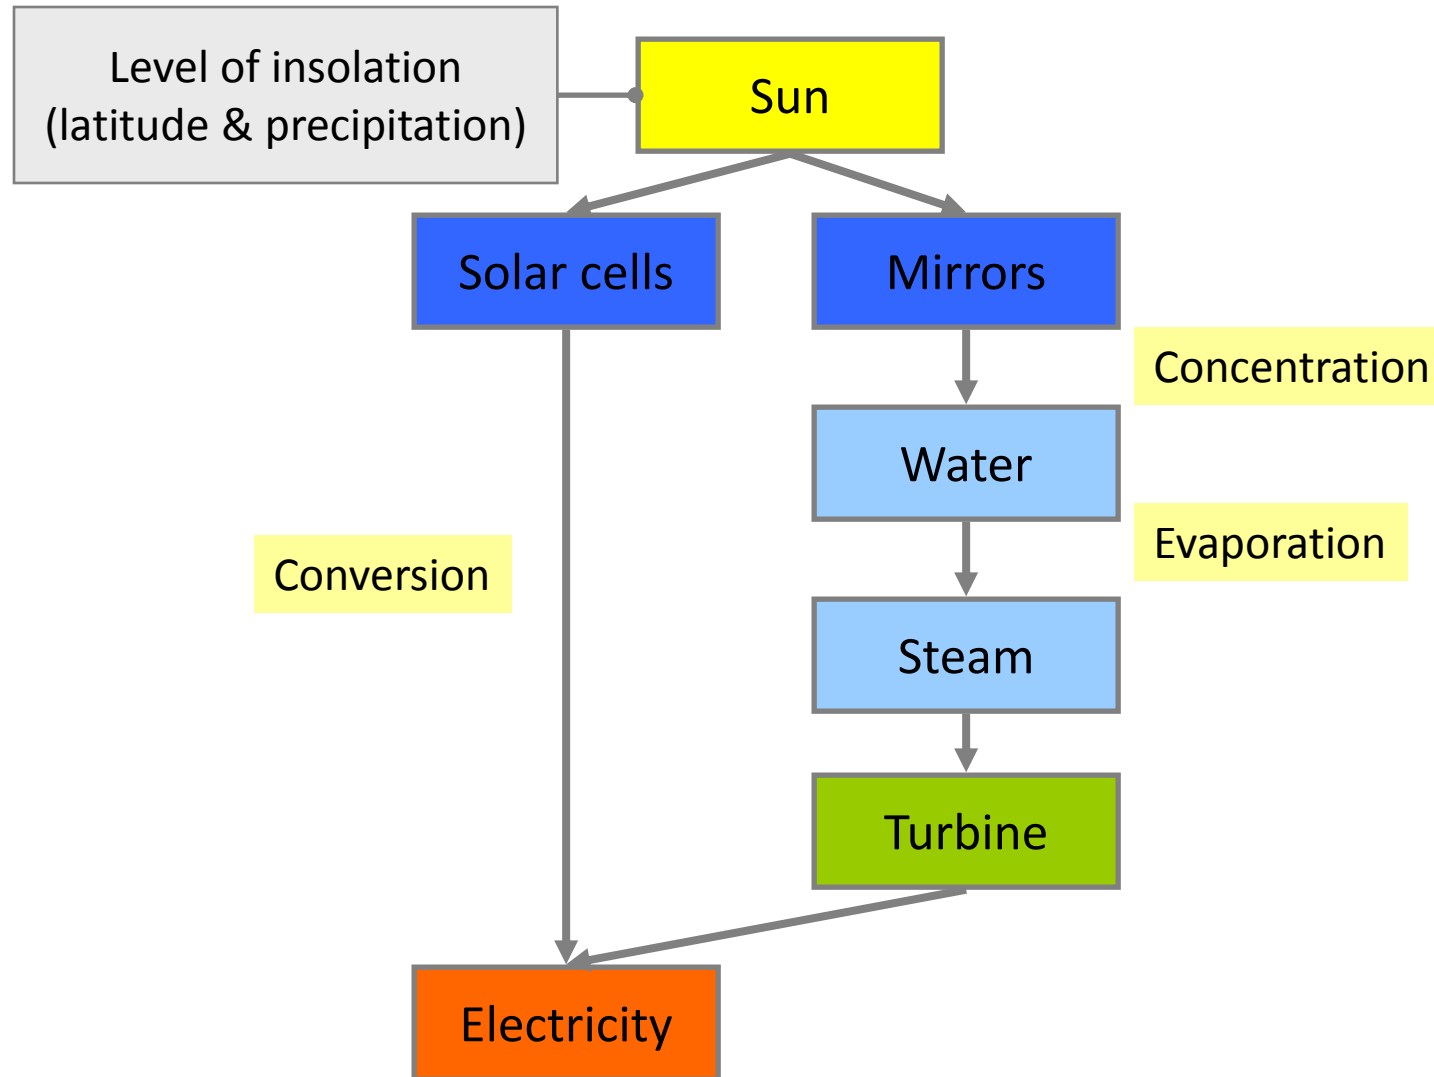 Level of insolation
(latitude & precipitation)
Sun
Solar cells
Mirrors
Concentration
Water
Evaporation
Conversion
Steam
Turbine
Electricity